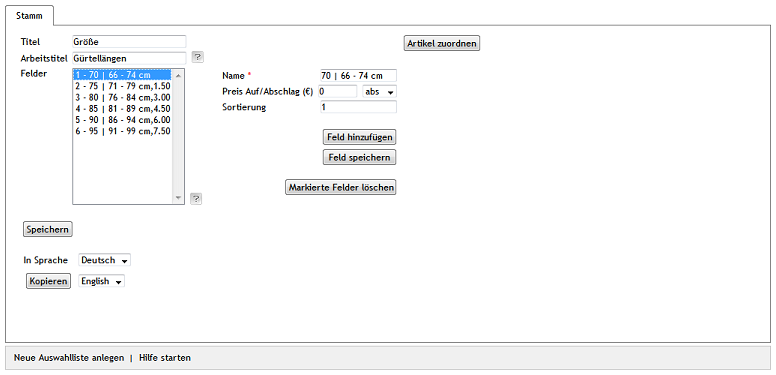 Stamm
Titel Größe Artikel zuordnen
Arbeitstitel Gürtellängen ?
Felder
1 - 70 | 66 - 74 cm
2 - 75 | 71 - 79 cm,1.50
3 - 80 | 76 - 84 cm,3.00
4 - 85 | 81 - 89 cm,4.50
5 - 90 | 86 - 94 cm,6.00
6 - 95 | 91 - 99 cm,7.50
?
Name * 70 | 66 - 74 cm
Preis Auf/Abschlag (€) 0 abs
Sortierung 1
Feld hinzufügen
Feld speichern
Markierte Felder löschen
Speichern
In Sprache Deutsch
Kopieren English
Neue Auswahlliste anlegen | Hilfe starten